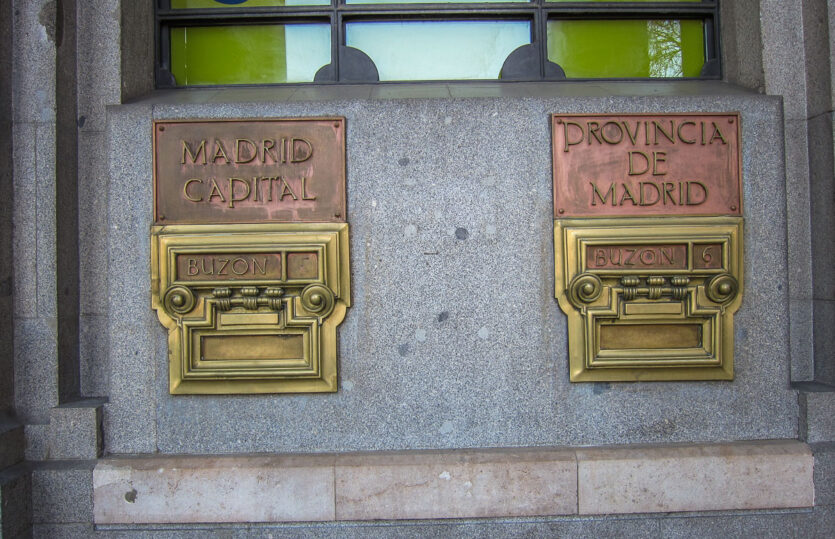 MADRID
CAPITAL
BUZON
PROVINCIA
DE
MADRID
BUZON 6